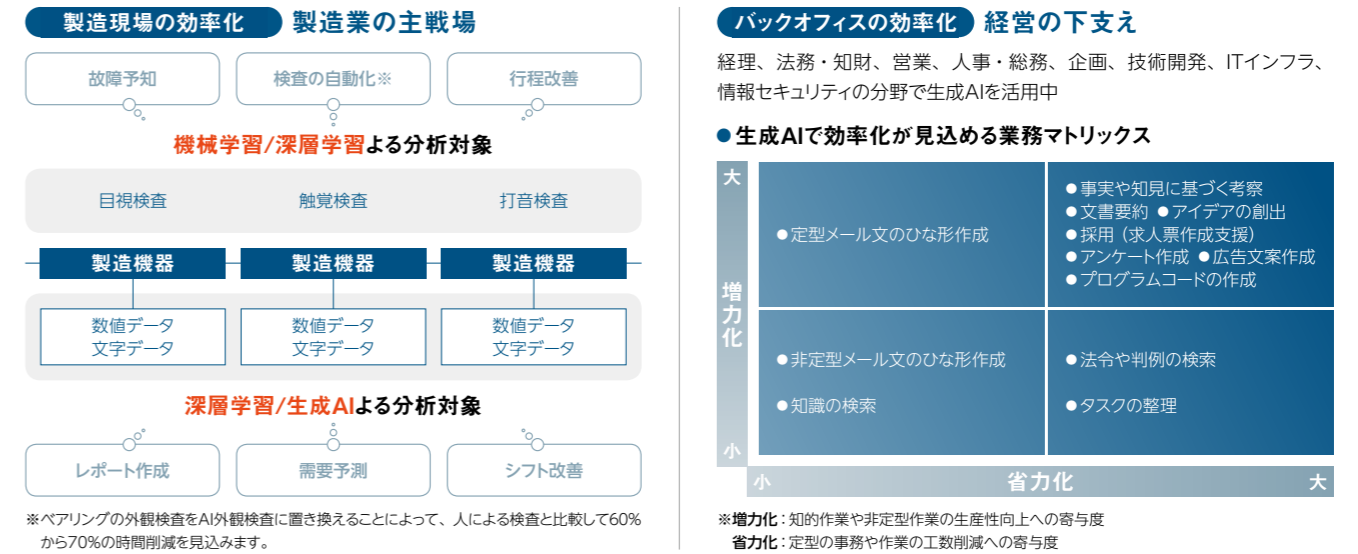 製造現場の効率化 製造業の主戦場
故障予知 検査の自動化※ 行程改善
機械学習/深層学習よる分析対象
目視検査 触覚検査 打音検査
製造機器 製造機器 製造機器
数値データ 数値データ 数値データ
文字データ 文字データ 文字データ
深層学習/生成AIよる分析対象
レポート作成 需要予測 シフト改善
※ベアリングの外観検査をAI外観検査に置き換えることによって、人による検査と比較して60%
から70%の時間削減を見込みます。
バックオフィスの効率化 経営の下支え
経理、法務・知財、営業、人事・総務、企画、技術開発、ITインフラ、
情報セキュリティの分野で生成AIを活用中
●生成AIで効率化が見込める業務マトリックス
大
増力化
小
●定型メール文のひな形作成
●事実や知見に基づく考察
●文書要約 ●アイデアの創出
●採用（求人票作成支援）
●アンケート作成 ●広告文案作成
●プログラムコードの作成
●非定型メール文のひな形作成
●知識の検索
●法令や判例の検索
●タスクの整理
小 省力化 大
※増力化：知的作業や非定型作業の生産性向上への寄与度
省力化：定型の事務や作業の工数削減への寄与度